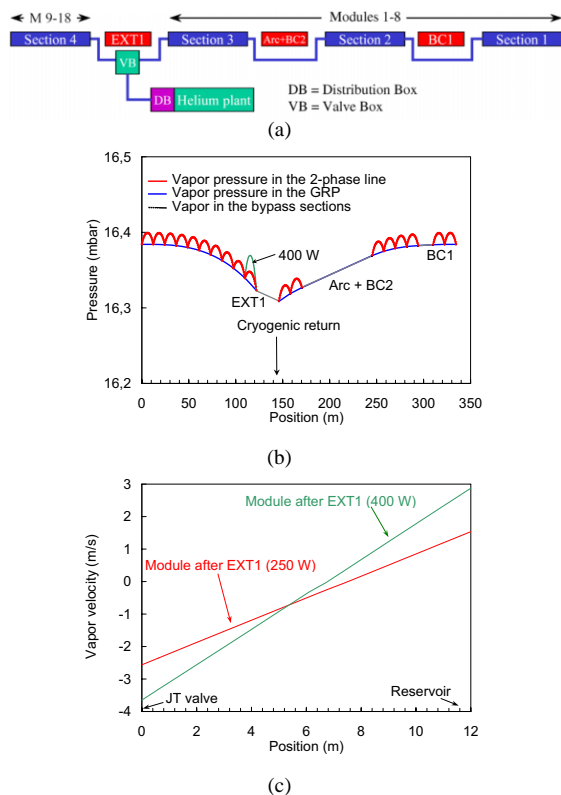 M 9-18
Modules 1-8
Section 4
EXT1
Section 3
Arc+BC2
Section 2
BC1
Section 1
VB
DB
Helium plant
DB = Distribution Box
VB = Valve Box
(a)
16,5
16,4
16,3
16,2
Pressure (mbar)
Vapor pressure in the 2-phase line
Vapor pressure in the GRP
Vapor in the bypass sections
400 W
EXT1
BC1
Arc + BC2
Cryogenic return
0 50 100 150 200 250 300 350 400
Position (m)
(b)
3
2
1
0
-1
-2
-3
-4
Vapor velocity (m/s)
Module after EXT1 (400 W)
Module after EXT1 (250 W)
JT valve
Reservoir
0 2 4 6 8 10 12
Position (m)
(c)